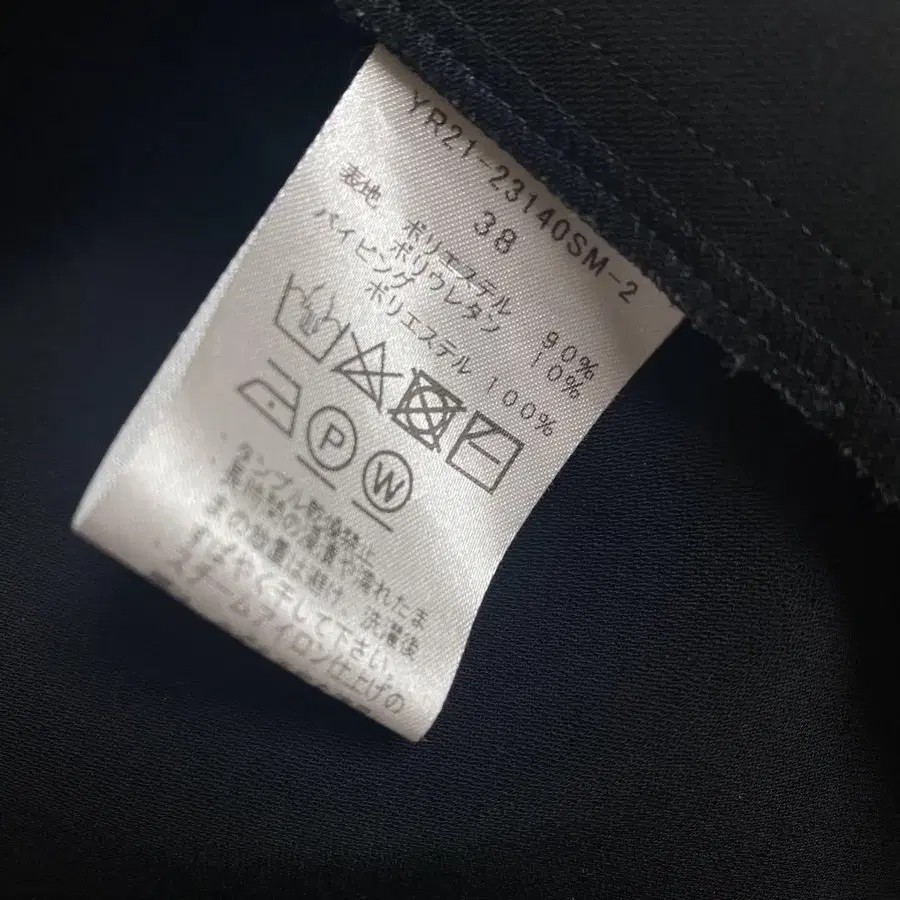 YR21-23140SM-2
38
表地 ポリエステル 90%
ポリウレタン 10%
パイピング
ポリエステル 100%
P W
・タンブル乾燥禁止
・長時間の浸漬や濡れたま
まの放置は避け、洗濯後
すばやく干して下さい。
・スチームアイロン仕上げの